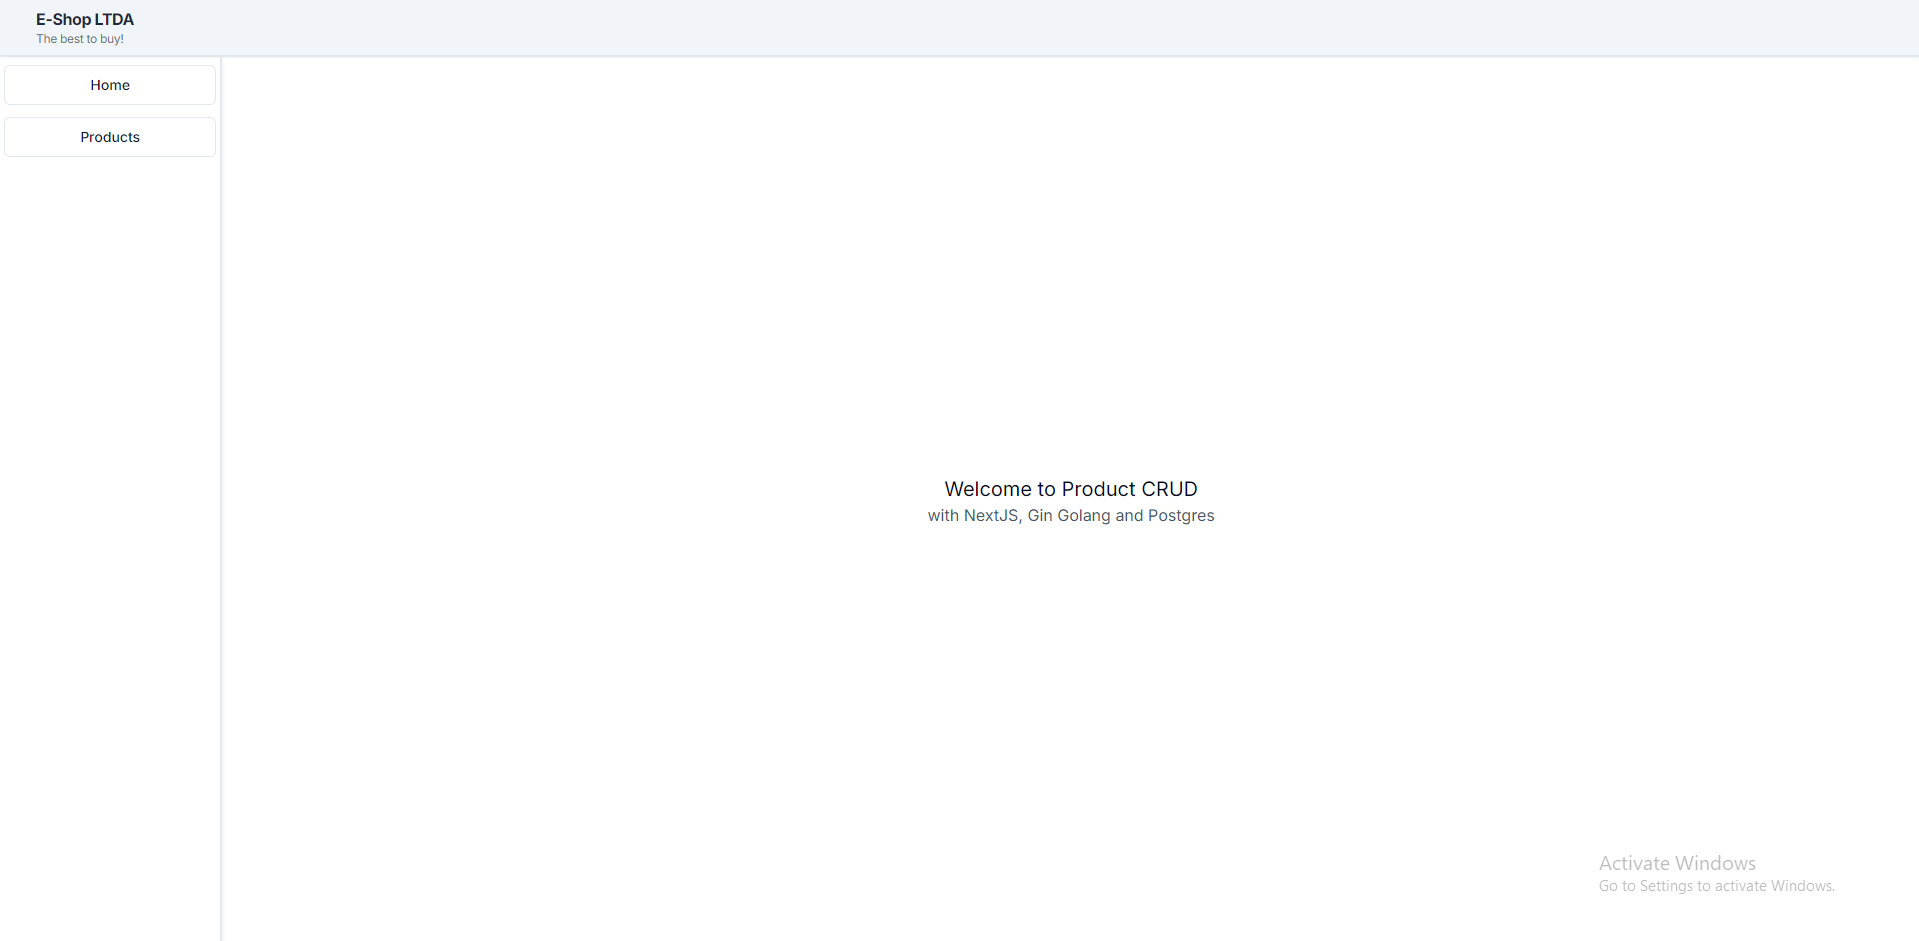 E-Shop LTDA
The best to buy!
Home
Products
Welcome to Product CRUD
with NextJS, Gin Golang and Postgres
Activate Windows
Go to Settings to activate Windows.